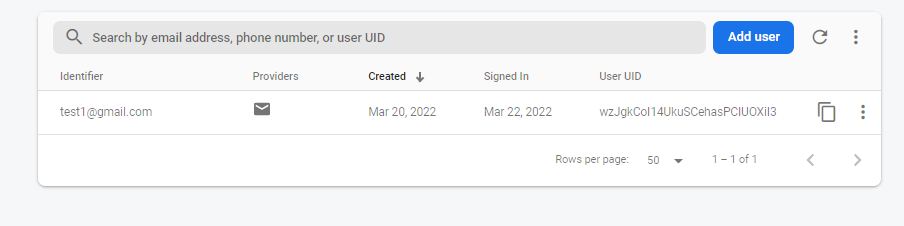 Search by email address, phone number, or user UID
Add user
Identifier Providers Created Signed In User UID
test1@gmail.com Mar 20, 2022 Mar 22, 2022 wzJgkCoI14UkuSCehasPCIUOXiI3
Rows per page: 50 1 – 1 of 1